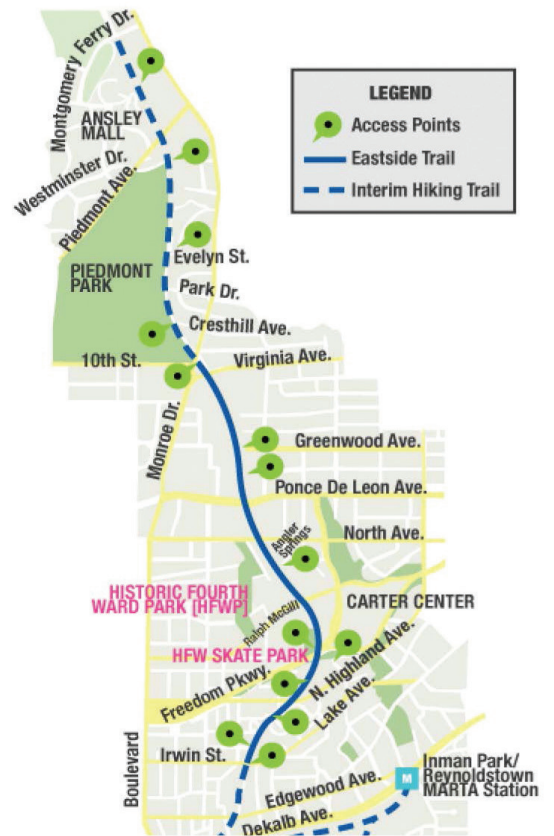 Montgomery Ferry Dr.
ANSLEY
MALL
Westminster Dr.
Piedmont Ave.
LEGEND
Access Points
Eastside Trail
Interim Hiking Trail
Evelyn St.
PIEDMONT
PARK
Park Dr.
Cresthill Ave.
10th St.
Virginia Ave.
Monroe Dr.
Greenwood Ave.
Ponce De Leon Ave.
North Ave.
Angier
Springs
HISTORIC FOURTH
WARD PARK [HFWP]
Ralph McGill
CARTER CENTER
HFW SKATE PARK
N. Highland Ave.
Freedom Pkwy.
Lake Ave.
Irwin St.
Boulevard
Inman Park/
Reynoldstown
MARTA Station
M
Edgewood Ave.
Dekalb Ave.